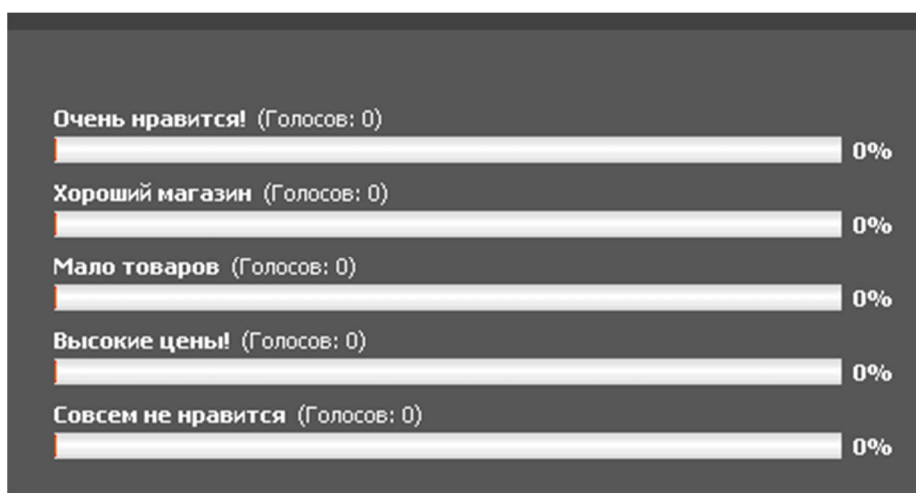 Очень нравится! (Голосов: 0)
0%
Хороший магазин (Голосов: 0)
0%
Мало товаров (Голосов: 0)
0%
Высокие цены! (Голосов: 0)
0%
Совсем не нравится (Голосов: 0)
0%